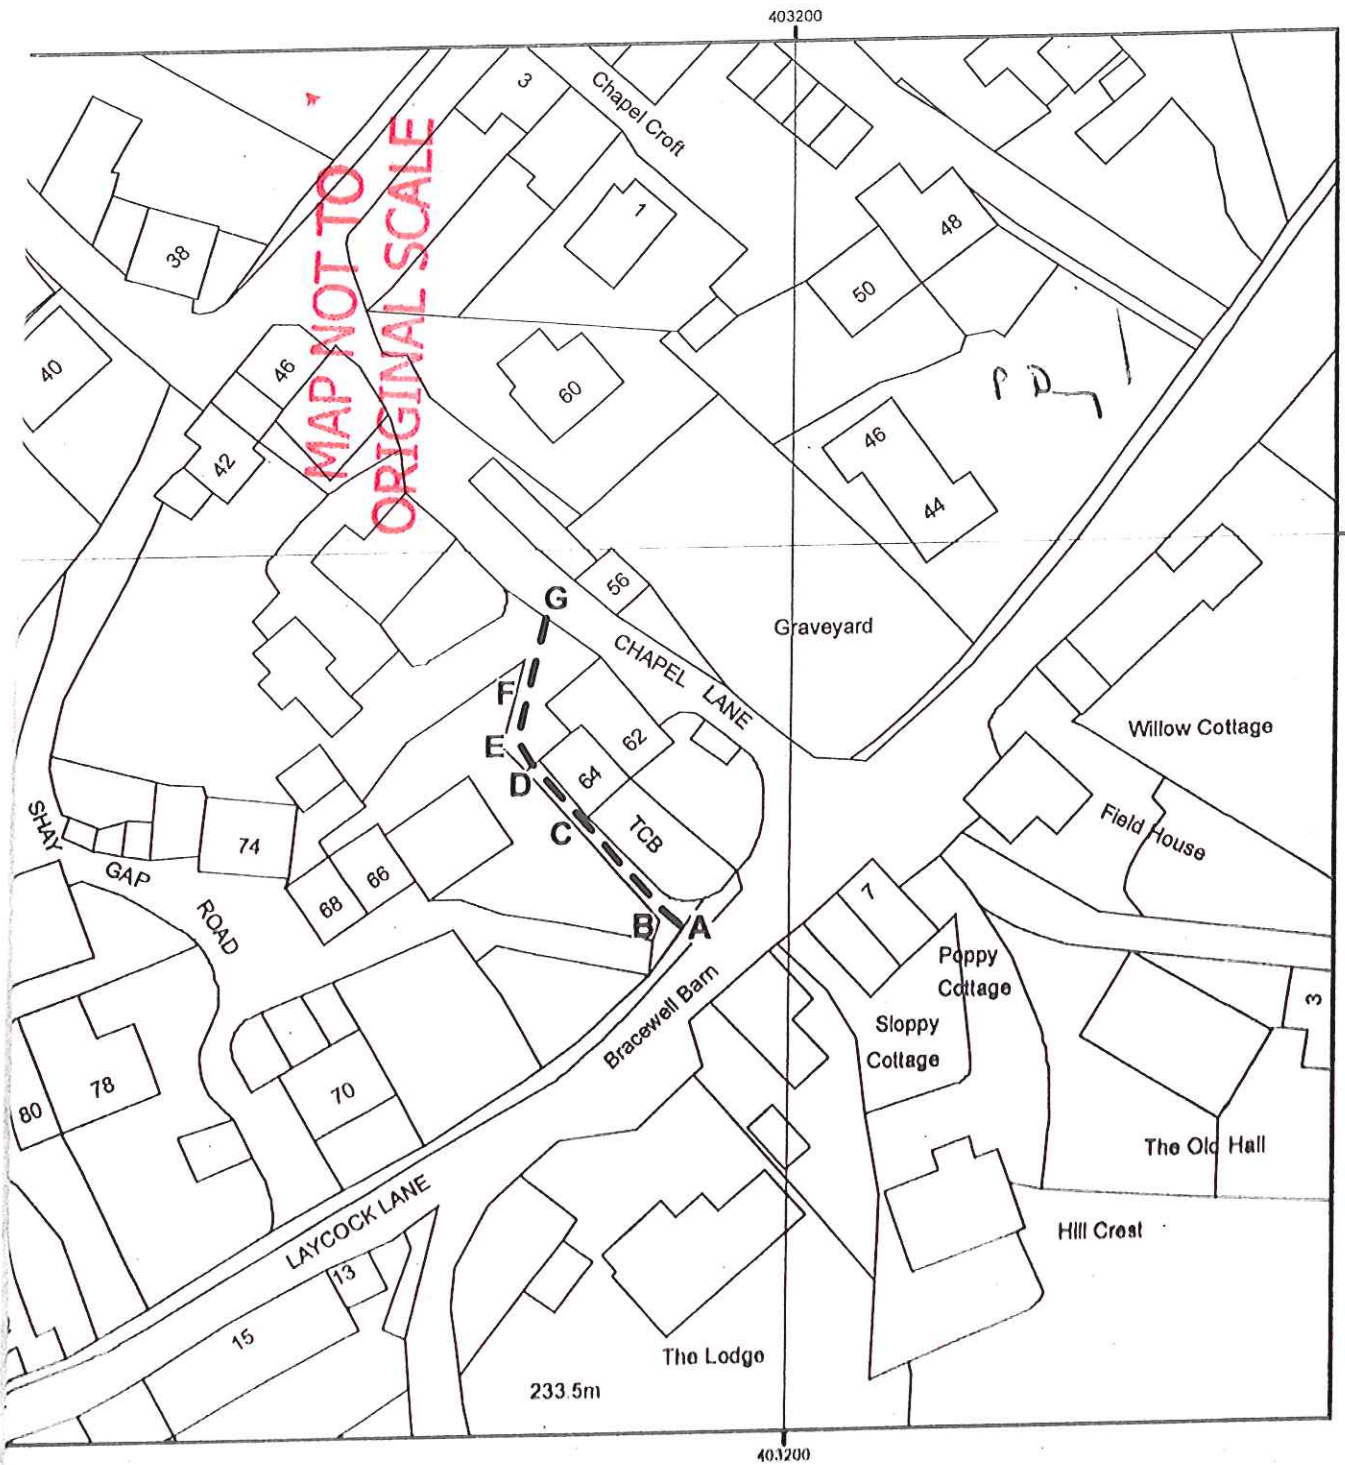 403200
3
Chapel Croft
MAP NOT TO
ORIGINAL SCALE
1
38
48
50
40
46
60
P D
46
42
44
56
G
Graveyard
CHAPEL LANE
F
E
62
Willow Cottage
D
64
C
TCB
SHAY
GAP
ROAD
74
Field House
66
68
7
B
A
Poppy
Cottage
Bracewell Barn
3
Sloppy
Cottage
78
80
70
The Old Hall
LAYCOCK LANE
Hill Crest
13
15
The Lodge
233.5m
403200